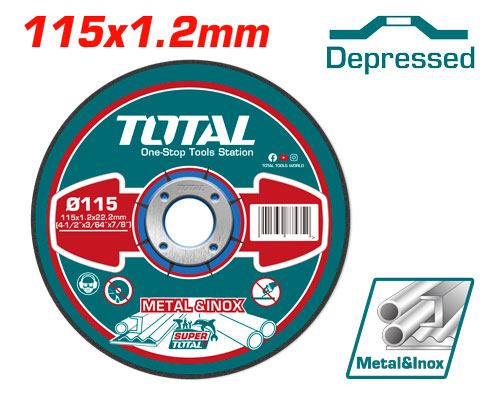 115x1.2mm
Depressed
TOTAL
One-Stop Tools Station
TOTAL TOOLS WORLD
Ø115
115x1.2x22.2mm
(4-1/2"x3/64"x7/8")
TOTAL
METAL & INOX
SUPER
TOTAL
Metal&Inox